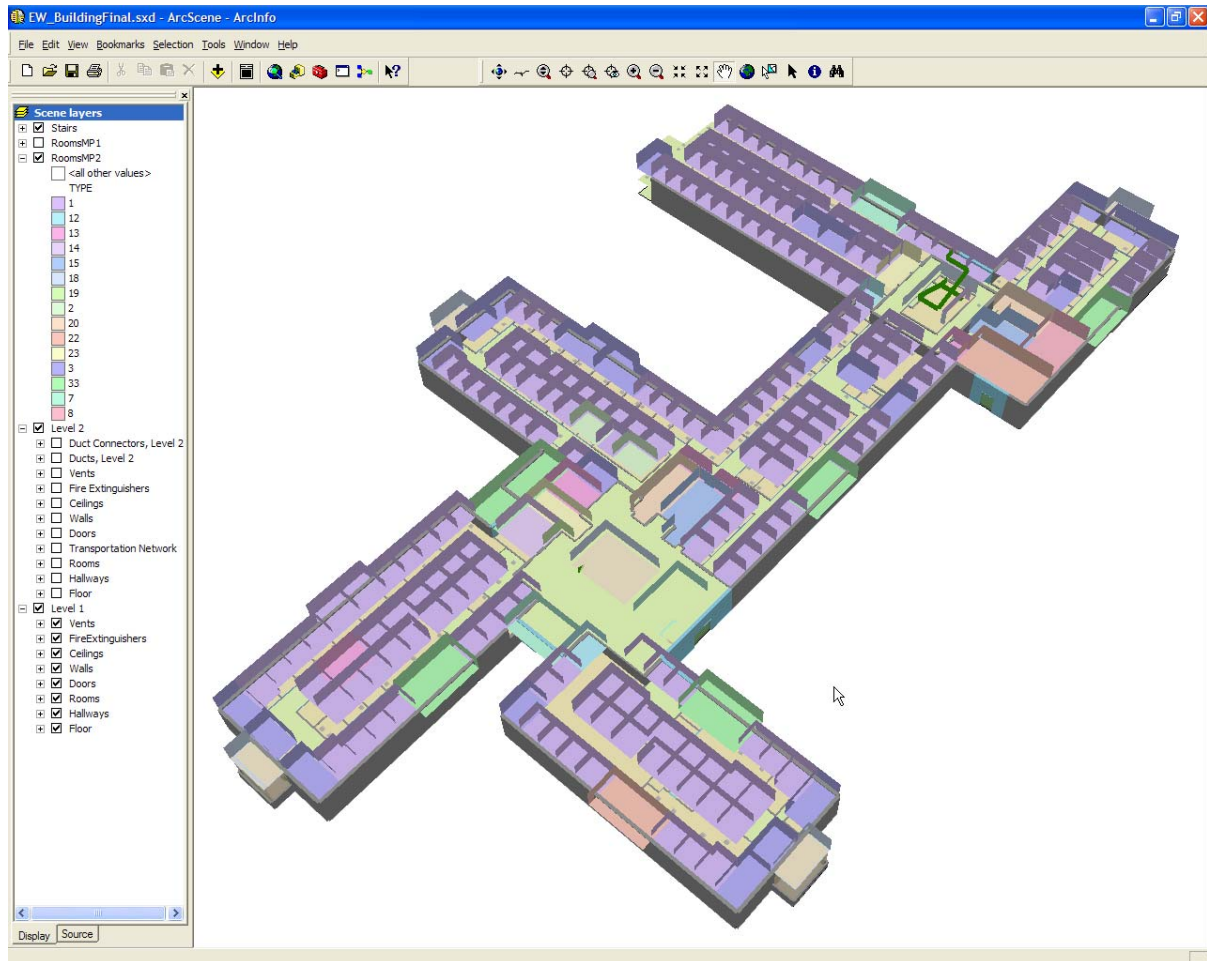 EW_BuildingFinal.sxd - ArcScene - ArcInfo
File Edit View Bookmarks Selection Tools Window Help
Scene layers
Stairs
RoomsMP1
RoomsMP2
<all other values>
TYPE
1
12
13
14
15
18
19
2
20
22
23
3
33
7
8
Level 2
Duct Connectors, Level 2
Ducts, Level 2
Vents
Fire Extinguishers
Ceilings
Walls
Doors
Transportation Network
Rooms
Hallways
Floor
Level 1
Vents
FireExtinguishers
Ceilings
Walls
Doors
Rooms
Hallways
Floor
Display Source